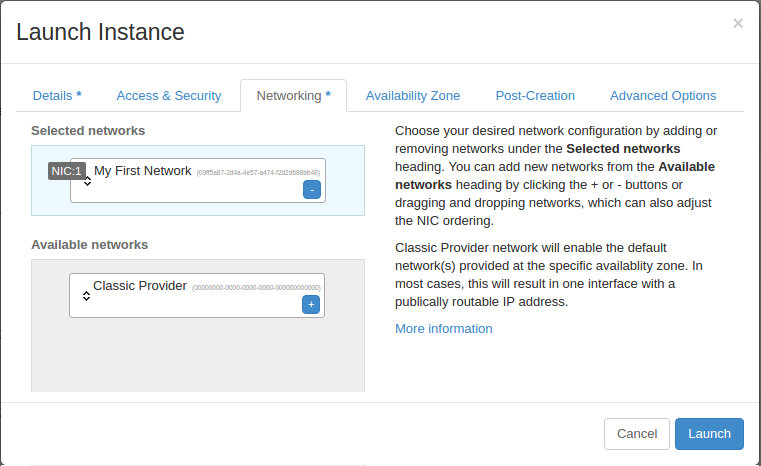 Launch Instance ×
Details * Access & Security Networking * Availability Zone Post-Creation Advanced Options
Selected networks
NIC:1 My First Network (09ff5a87-2d4a-4e57-a474-f2d2d688bb48)
-
Available networks
Classic Provider (00000000-0000-0000-0000-000000000000)
+
Choose your desired network configuration by adding or
removing networks under the Selected networks
heading. You can add new networks from the Available
networks heading by clicking the + or - buttons or
dragging and dropping networks, which can also adjust
the NIC ordering.
Classic Provider network will enable the default
network(s) provided at the specific availablity zone. In
most cases, this will result in one interface with a
publically routable IP address.
More information
Cancel Launch